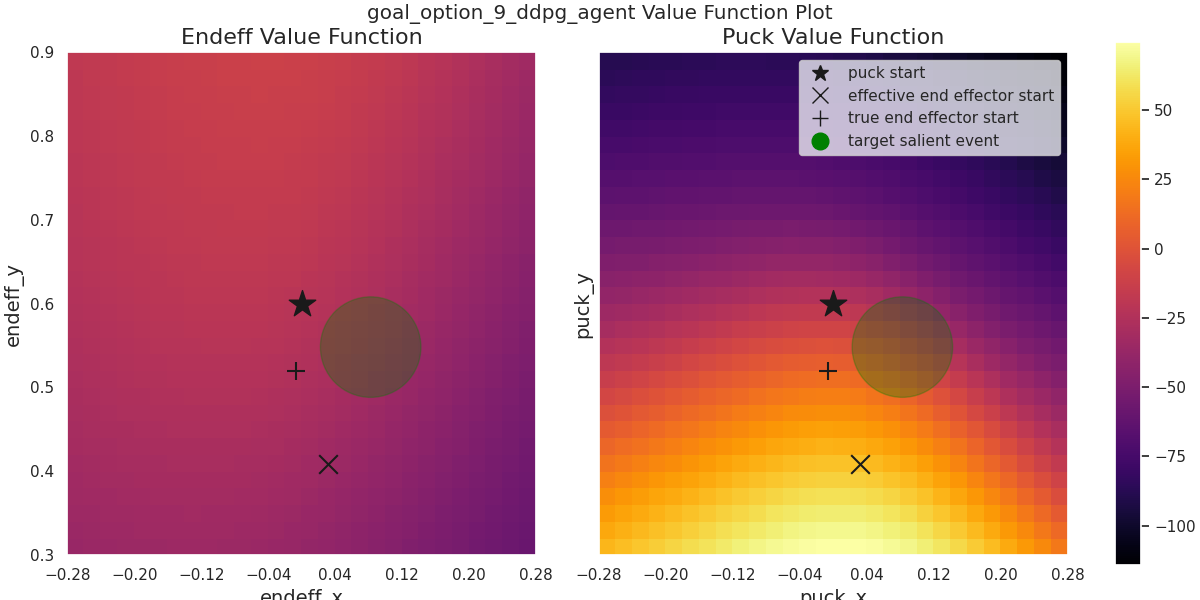 goal_option_9_ddpg_agent Value Function Plot
Endeff Value Function
Puck Value Function
0.9
0.8
0.7
0.6
0.5
0.4
0.3
endeff_y
−0.28 −0.20 −0.12 −0.04 0.04 0.12 0.20 0.28
endeff_x
puck_y
puck start
effective end effector start
true end effector start
target salient event
−0.28 −0.20 −0.12 −0.04 0.04 0.12 0.20 0.28
puck_x
50
25
0
−25
−50
−75
−100